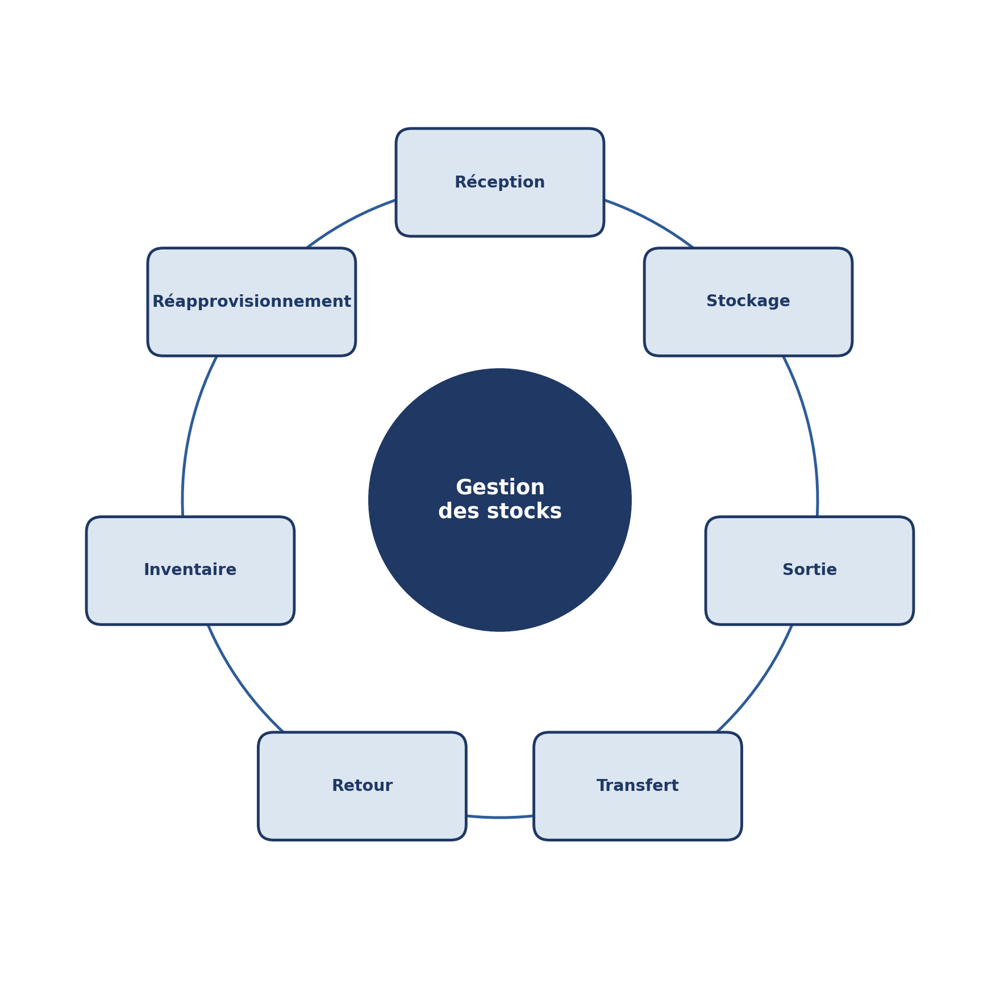 Réception
Réapprovisionnement
Stockage
Gestion
des stocks
Inventaire
Sortie
Retour
Transfert